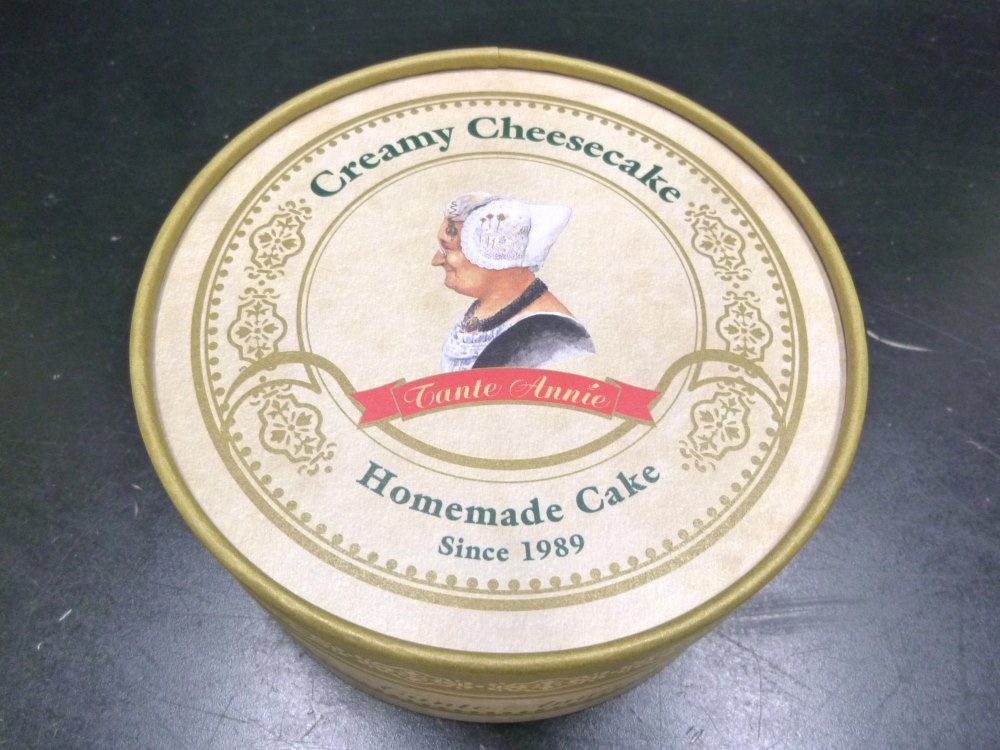 Creamy Cheesecake
Tante Annie
Homemade Cake
Since 1989